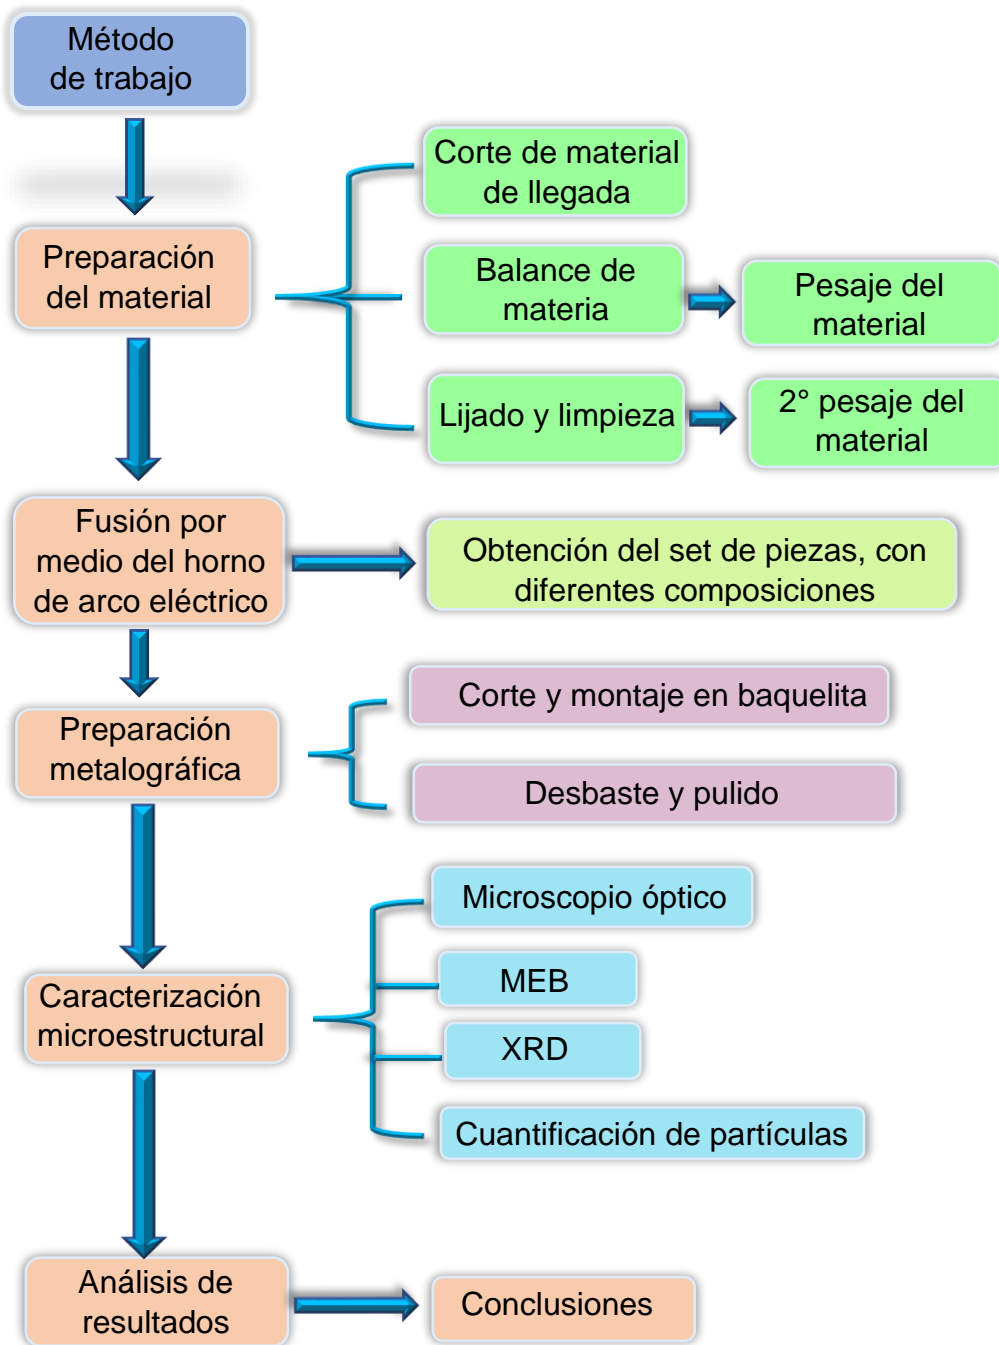 Método
de trabajo
Corte de material
de llegada
Preparación
del material
Balance de
materia
Pesaje del
material
Lijado y limpieza
2° pesaje del
material
Fusión por
medio del horno
de arco eléctrico
Obtención del set de piezas, con
diferentes composiciones
Preparación
metalográfica
Corte y montaje en baquelita
Desbaste y pulido
Caracterización
microestructural
Microscopio óptico
MEB
XRD
Cuantificación de partículas
Análisis de
resultados
Conclusiones